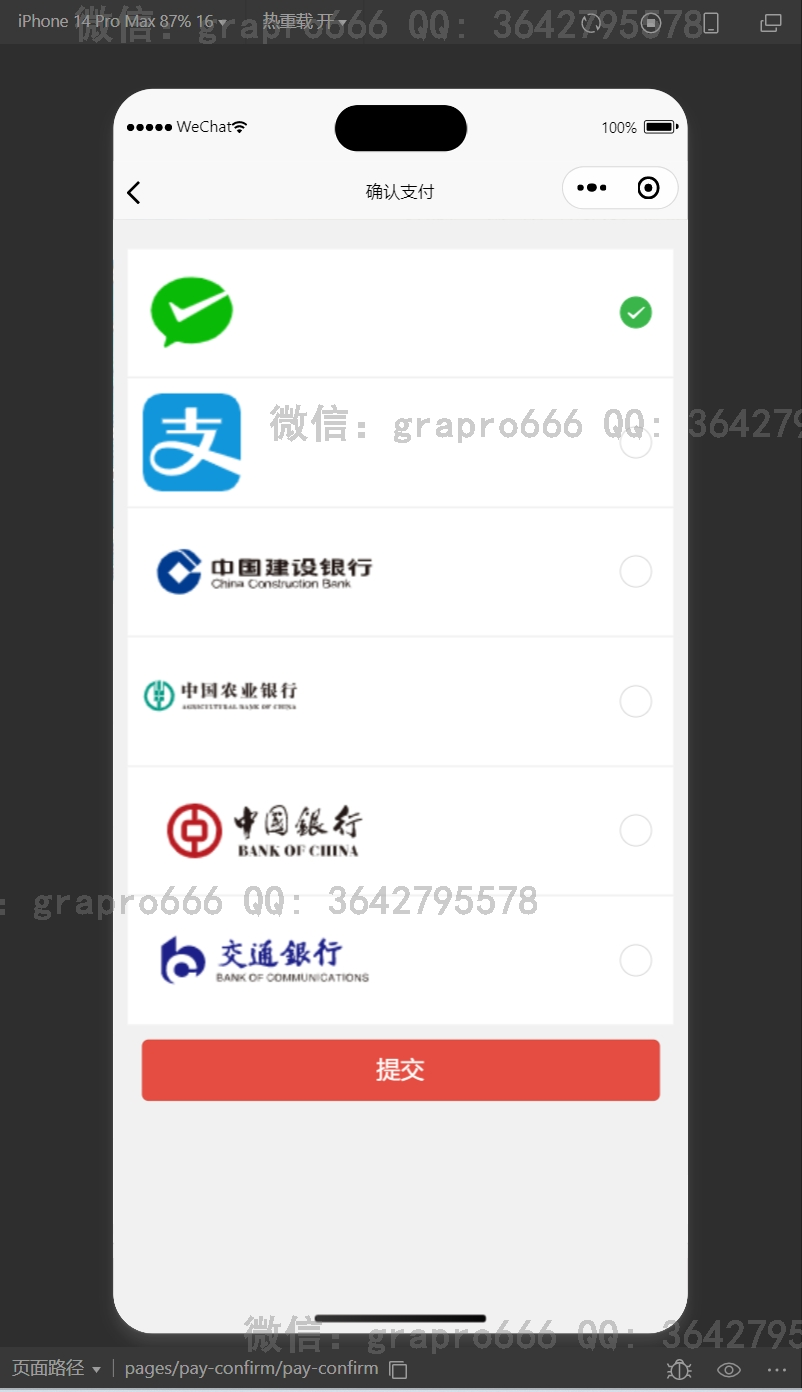 iPhone 14 Pro Max 87% 16 热重载 开
微信: grapro666 QQ: 3642795578
WeChat 100%
确认支付
支
微信: grapro666 QQ: 364279
中国建设银行
China Construction Bank
中国农业银行
AGRICULTURAL BANK OF CHINA
中國銀行
BANK OF CHINA
: grapro666 QQ: 3642795578
交通銀行
BANK OF COMMUNICATIONS
提交
微信: grapro666 QQ: 3642795
页面路径 pages/pay-confirm/pay-confirm